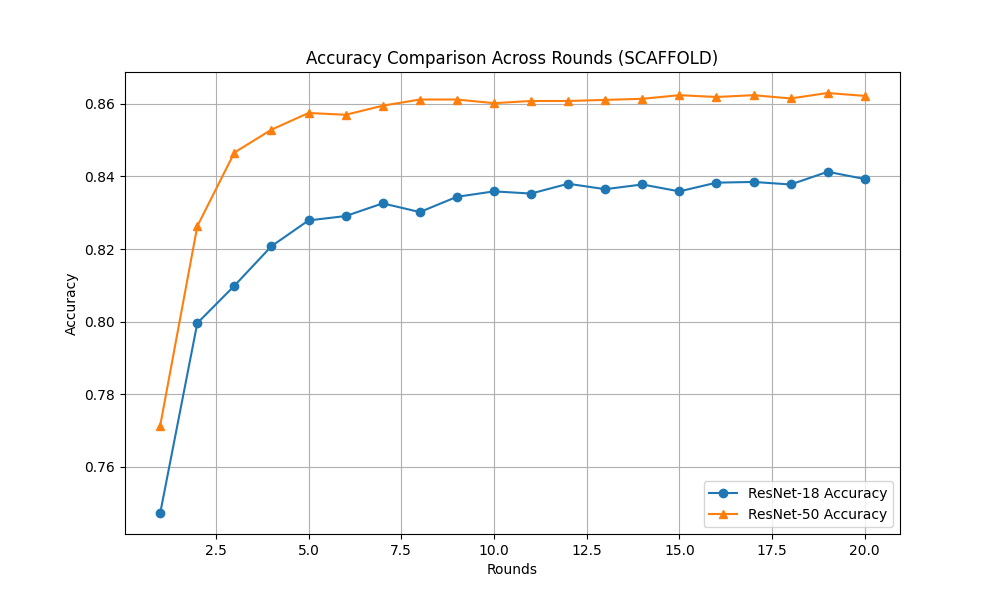 Accuracy Comparison Across Rounds (SCAFFOLD)
Accuracy
0.86
0.84
0.82
0.80
0.78
0.76
ResNet-18 Accuracy
ResNet-50 Accuracy
2.5 5.0 7.5 10.0 12.5 15.0 17.5 20.0
Rounds